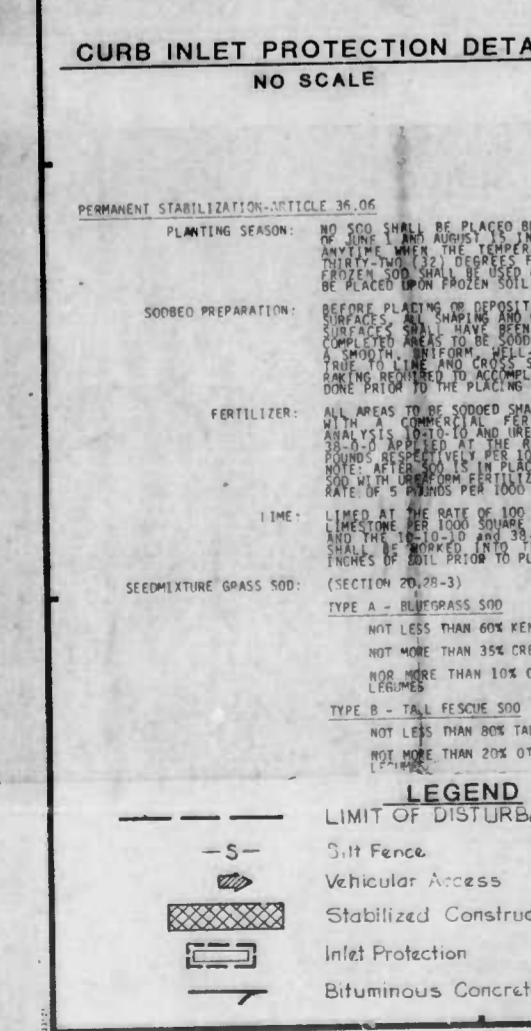 CURB INLET PROTECTION DETA
NO SCALE
PERMANENT STABILIZATION-ARTICLE 36.06
PLANTING SEASON: NO SOD SHALL BE PLACED BE
OF JUNE 1 AND AUGUST 15 IN
ANYTIME WHEN THE TEMPER
THIRTY-TWO (32) DEGREES F
FROZEN SOD SHALL BE USED
BE PLACED UPON FROZEN SOIL
SODBED PREPARATION: BEFORE PLACING OR DEPOSIT
SURFACES, ALL SHAPING AND
SURFACES SHALL HAVE BEEN
COMPLETED AREAS TO BE SODD
A SMOOTH, UNIFORM, WELL-
TRUE TO LINE AND CROSS S
RAKING REQUIRED TO ACCOMPL
DONE PRIOR TO THE PLACING
FERTILIZER: ALL AREAS TO BE SODDED SHA
WITH A COMMERCIAL FER
ANALYSIS 10-10-10 AND URE
38-0-0 APPLIED AT THE R
POUNDS RESPECTIVELY PER 10
NOTE: AFTER SOD IS IN PLAC
SOD WITH UREAFORM FERTILIZ
RATE OF 5 POUNDS PER 1000
LIME: LIMED AT THE RATE OF 100
LIMESTONE PER 1000 SQUARE
AND THE 10-10-10 and 38-
SHALL BE WORKED INTO T
INCHES OF SOIL PRIOR TO PL
SEEDMIXTURE GRASS SOD: (SECTION 20,28-3)
TYPE A - BLUEGRASS SOD
NOT LESS THAN 60% KEN
NOT MORE THAN 35% CRE
NOR MORE THAN 10% O
LEGUMES
TYPE B - TALL FESCUE SOD
NOT LESS THAN 80% TAL
NOT MORE THAN 20% OT
LEGUMES
LEGEND
LIMIT OF DISTURBA
-S- Silt Fence
Vehicular Access
Stabilized Construc
Inlet Protection
Bituminous Concret